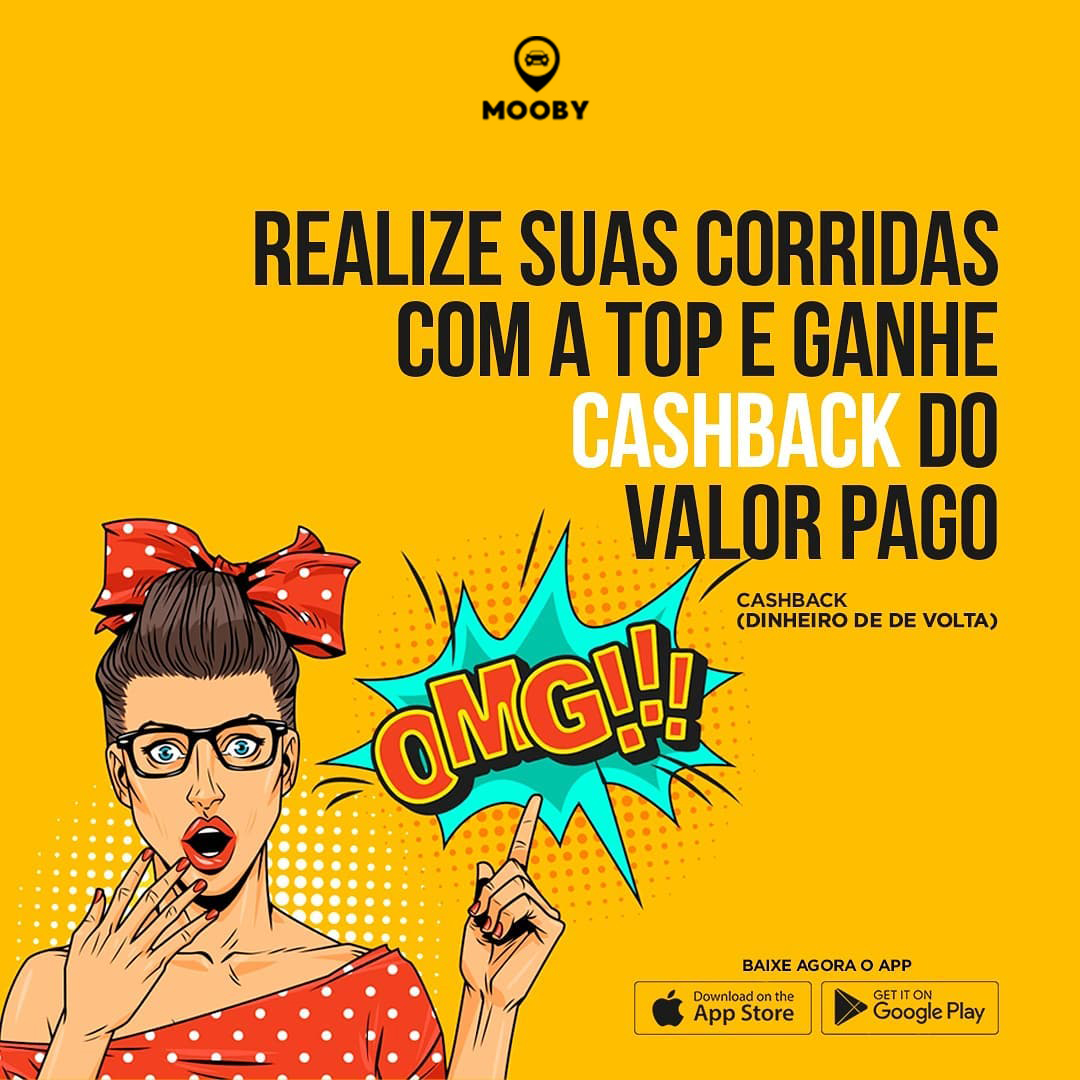 MOOBY
REALIZE SUAS CORRIDAS
COM A TOP E GANHE
CASHBACK DO
VALOR PAGO
CASHBACK
(DINHEIRO DE DE VOLTA)
OMG!!!
BAIXE AGORA O APP
Download on the
App Store
GET IT ON
Google Play